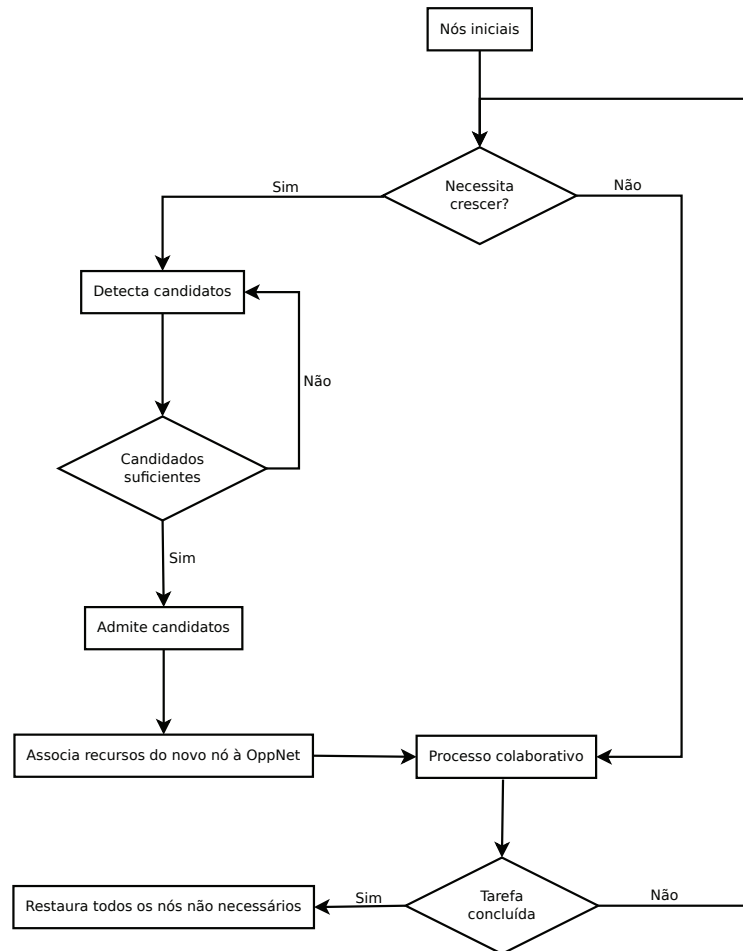 Nós iniciais
Necessita
crescer?
Sim
Não
Detecta candidatos
Não
Candidados
suficientes
Sim
Admite candidatos
Associa recursos do novo nó à OppNet
Processo colaborativo
Restaura todos os nós não necessários
Sim
Tarefa
concluída
Não